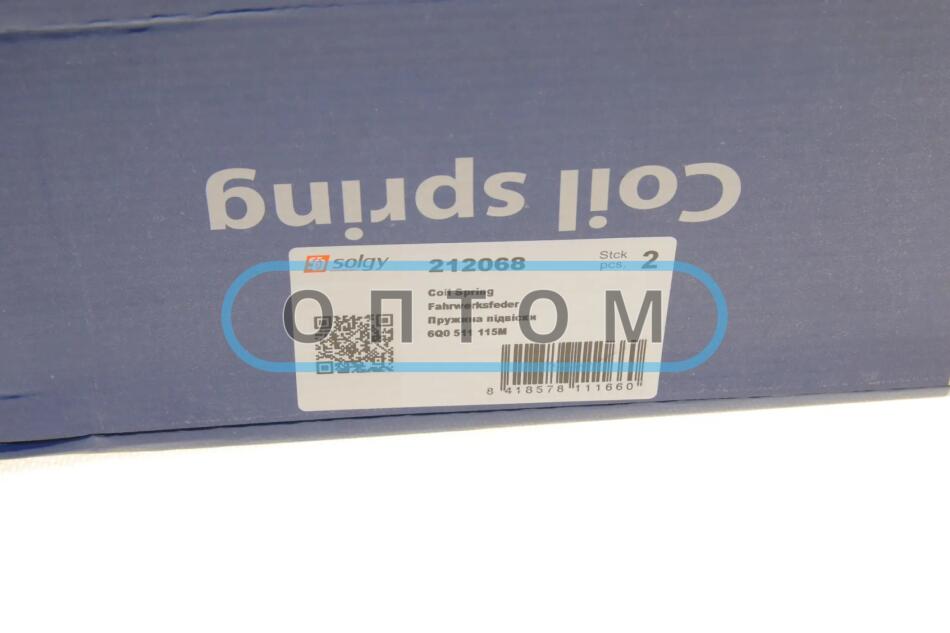 Coil spring
solgy
212068
Stck
pcs.
2
Coil Spring
Fahrwerksfeder
Пружина підвіски
6Q0 511 115M
8 418578 111660
ОПТОМ